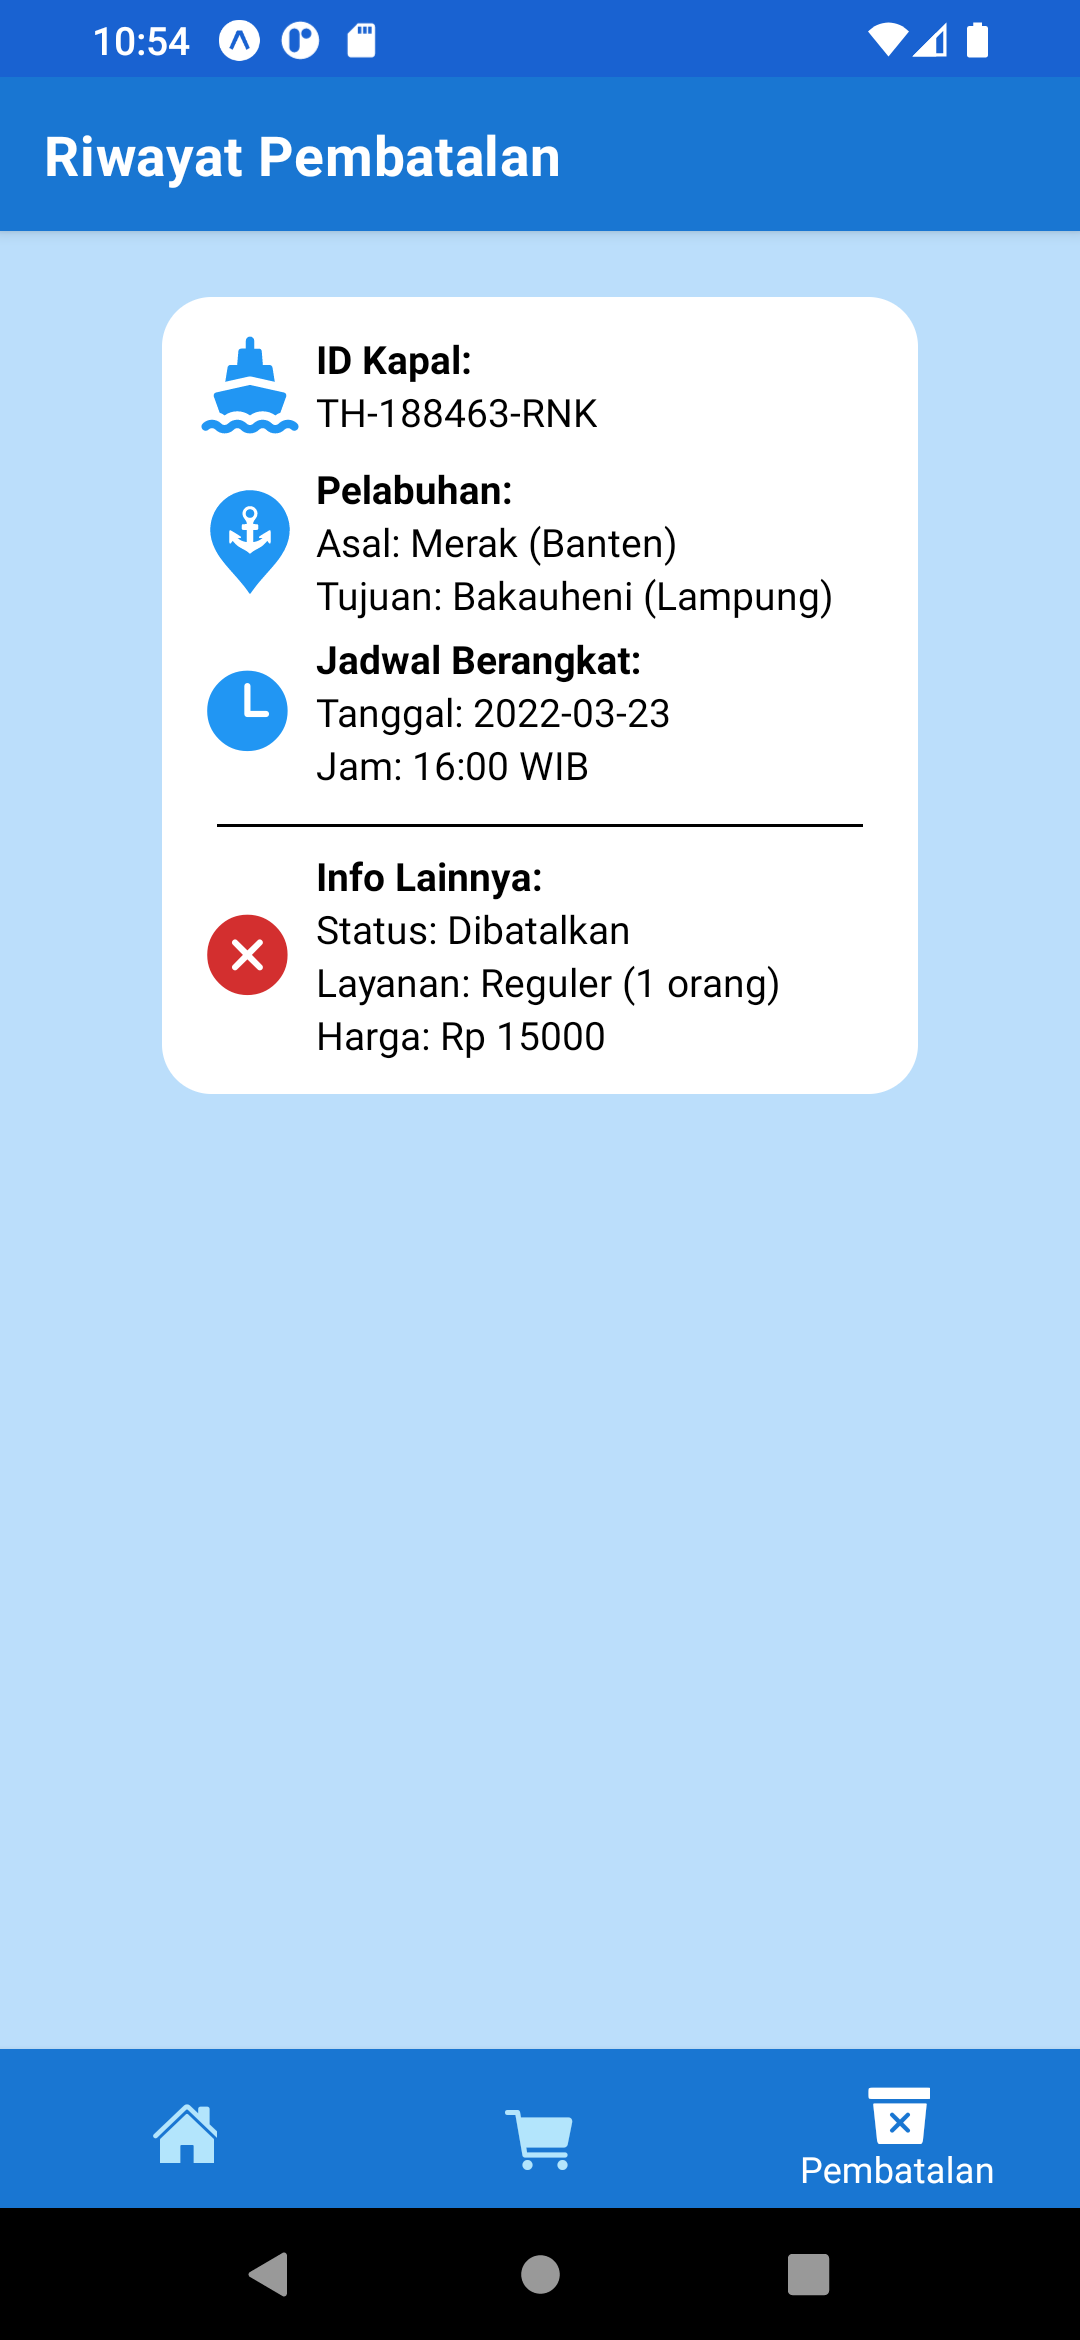 10:54
Riwayat Pembatalan
ID Kapal:
TH-188463-RNK
Pelabuhan:
Asal: Merak (Banten)
Tujuan: Bakauheni (Lampung)
Jadwal Berangkat:
Tanggal: 2022-03-23
Jam: 16:00 WIB
Info Lainnya:
Status: Dibatalkan
Layanan: Reguler (1 orang)
Harga: Rp 15000
Pembatalan